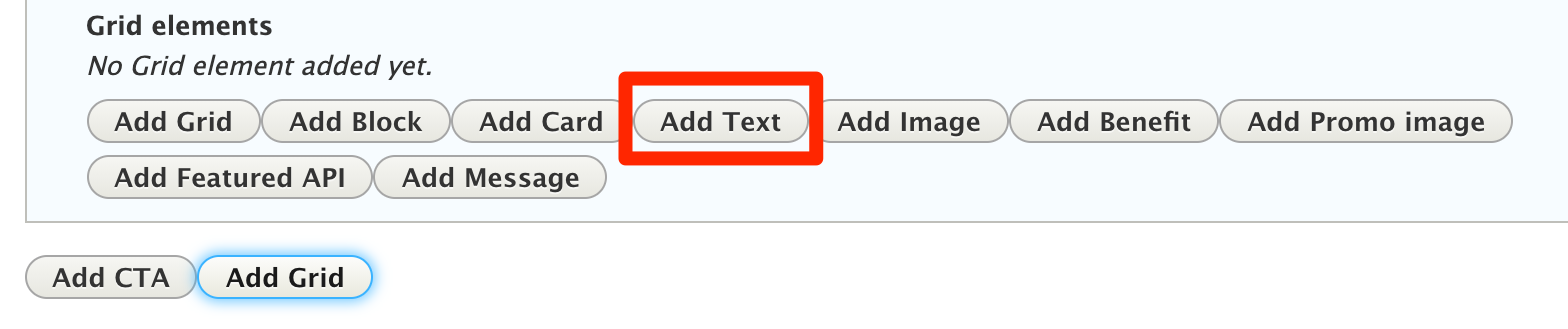 Grid elements
No Grid element added yet.
Add Grid Add Block Add Card Add Text Add Image Add Benefit Add Promo image
Add Featured API Add Message
Add CTA Add Grid